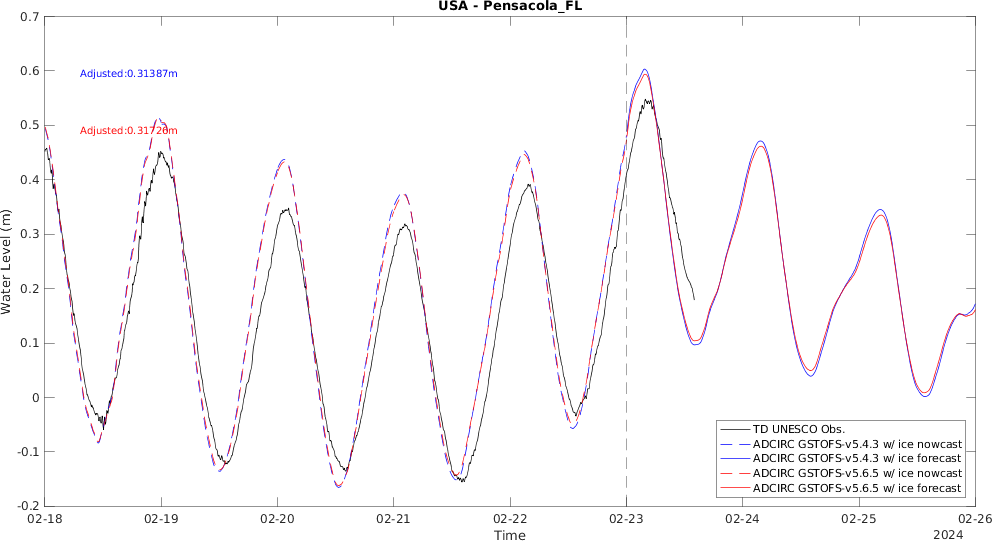 USA - Pensacola_FL
0.7
0.6
0.5
0.4
0.3
0.2
0.1
0
-0.1
-0.2
Water Level (m)
Adjusted:0.31387m
Adjusted:0.31726m
TD UNESCO Obs.
ADCIRC GSTOFS-v5.4.3 w/ ice nowcast
ADCIRC GSTOFS-v5.4.3 w/ ice forecast
ADCIRC GSTOFS-v5.6.5 w/ ice nowcast
ADCIRC GSTOFS-v5.6.5 w/ ice forecast
02-18 02-19 02-20 02-21 02-22 02-23 02-24 02-25 02-26
Time
2024